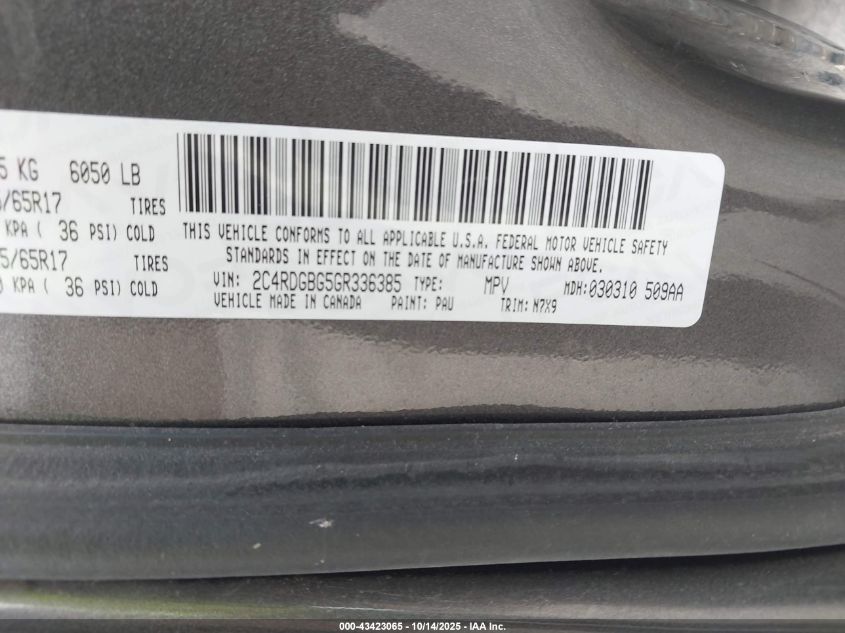 5 KG 6050 LB
/65R17 TIRES
KPA ( 36 PSI) COLD
5/65R17 TIRES
KPA ( 36 PSI) COLD
THIS VEHICLE CONFORMS TO ALL APPLICABLE U.S.A. FEDERAL MOTOR VEHICLE SAFETY
STANDARDS IN EFFECT ON THE DATE OF MANUFACTURE SHOWN ABOVE.
VIN: 2C4RDGBG5GR336385 TYPE: MPV MDH:030310 509AA
VEHICLE MADE IN CANADA PAINT: PAU TRIM: N7X9
000-43423065 - 10/14/2025 - IAA Inc.